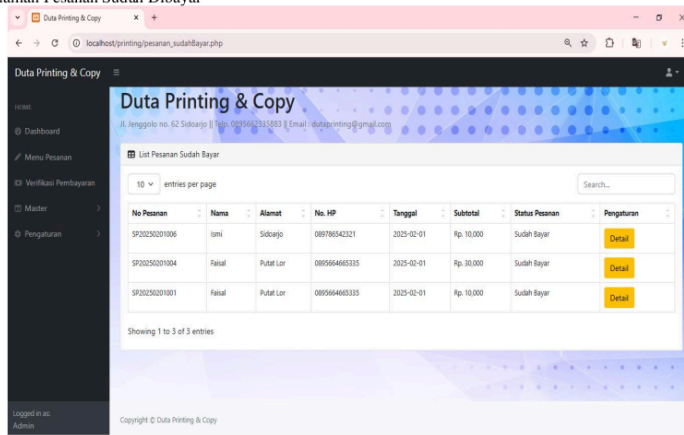 Halaman Pesanan Sudah Dibayar
Duta Printing & Copy
localhost/printing/pesanan_sudahBayar.php
Duta Printing & Copy
HOME
Dashboard
Menu Pesanan
Verifikasi Pembayaran
Master
Pengaturan
Logged in as:
Admin
Duta Printing & Copy
Jl. Jenggolo no. 62 Sidoarjo || Telp. 0895662335883 || Email : dutaprinting@gmail.com
List Pesanan Sudah Bayar
10 entries per page
Search...
No Pesanan Nama Alamat No. HP Tanggal Subtotal Status Pesanan Pengaturan
SP20250201006 Ismi Sidoarjo 089786542321 2025-02-01 Rp. 10,000 Sudah Bayar Detail
SP20250201004 Faisal Putat Lor 0895664665335 2025-02-01 Rp. 30,000 Sudah Bayar Detail
SP20250201001 Faisal Putat Lor 0895664665335 2025-02-01 Rp. 10,000 Sudah Bayar Detail
Showing 1 to 3 of 3 entries
Copyright © Duta Printing & Copy